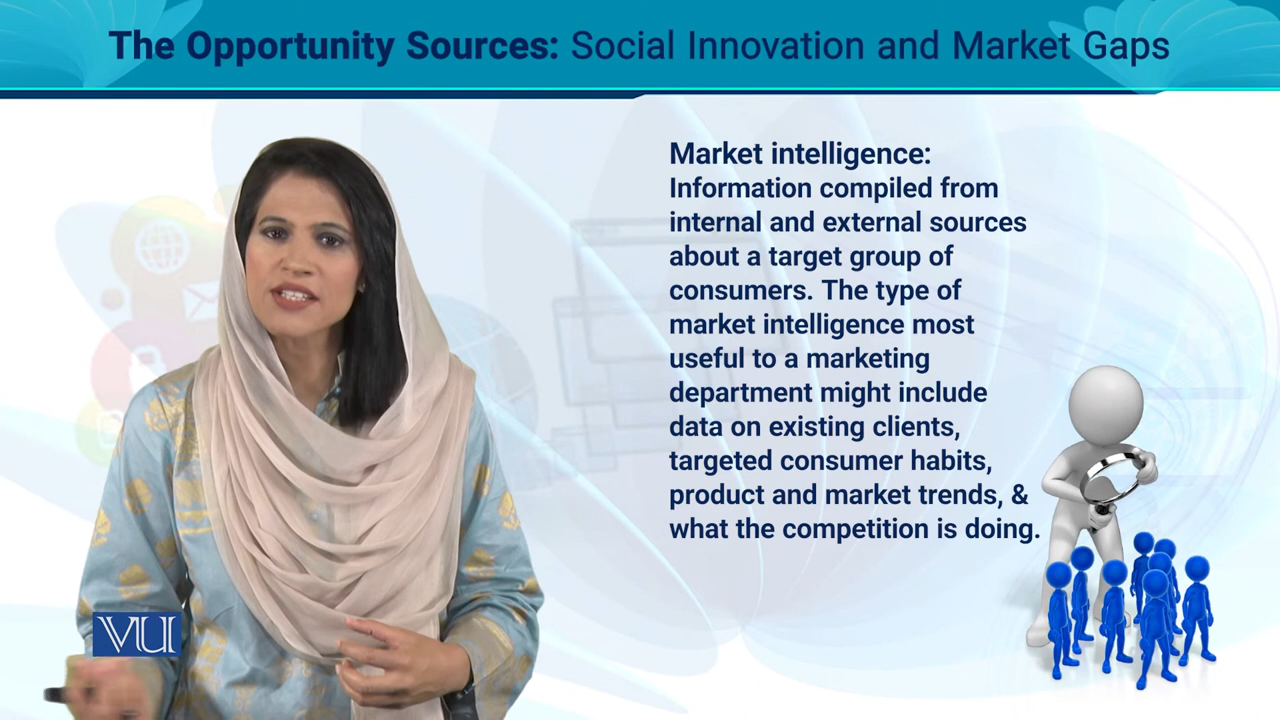 The Opportunity Sources: Social Innovation and Market Gaps
Market intelligence:
Information compiled from
internal and external sources
about a target group of
consumers. The type of
market intelligence most
useful to a marketing
department might include
data on existing clients,
targeted consumer habits,
product and market trends, &
what the competition is doing.
VU